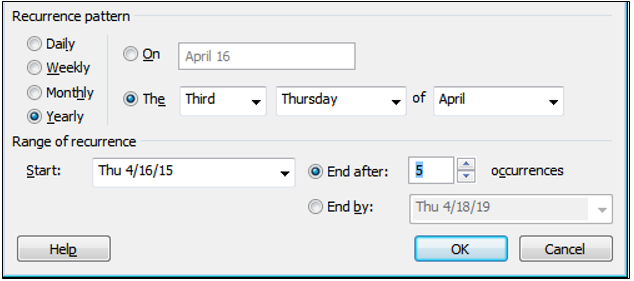 Recurrence pattern
Daily
On
April 16
Weekly
Monthly
The
Third
Thursday
of
April
Yearly
Range of recurrence
Start:
Thu 4/16/15
End after:
5
occurrences
End by:
Thu 4/18/19
Help
OK
Cancel